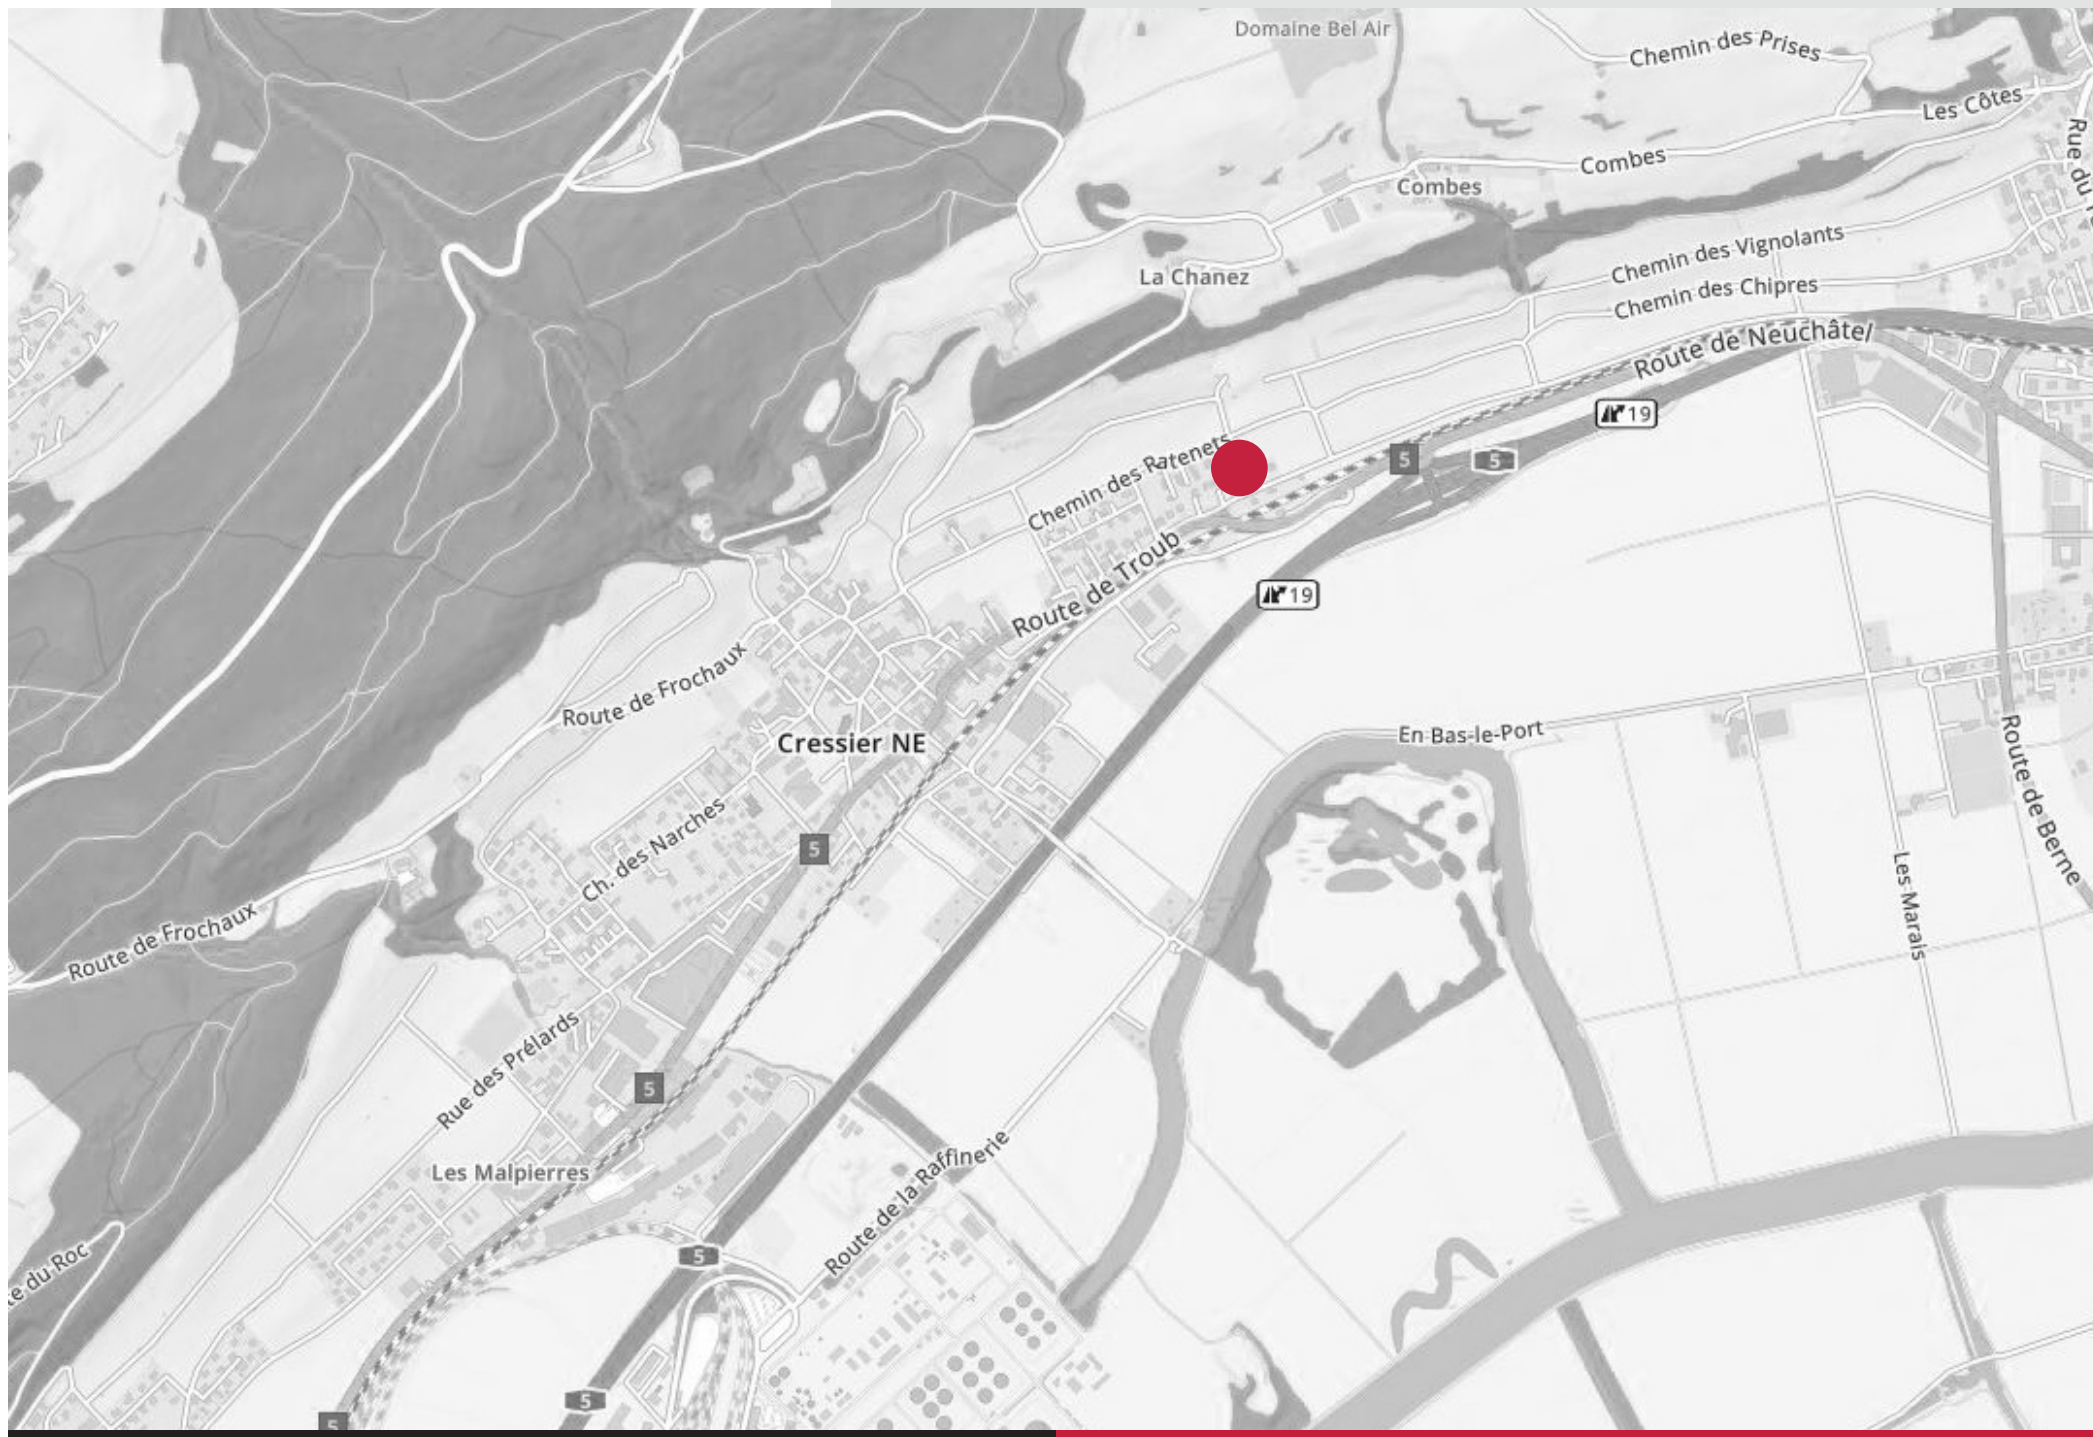 Domaine Bel Air
Chemin des Prises
Les Côtes
Rue du
Combes
Combes
Chemin des Vignolants
La Chanez
Chemin des Chipres
Route de Neuchâtel
19
Chemin des Ratenets
5
5
Route de Troub
19
Route de Frochaux
En Bas-le-Port
Cressier NE
Route de Berne
Ch. des Narches
5
Les Marais
Route de Frochaux
Rue des Prélards
5
Les Malpierres
Route de la Raffinerie
5
te du Roc
5
5